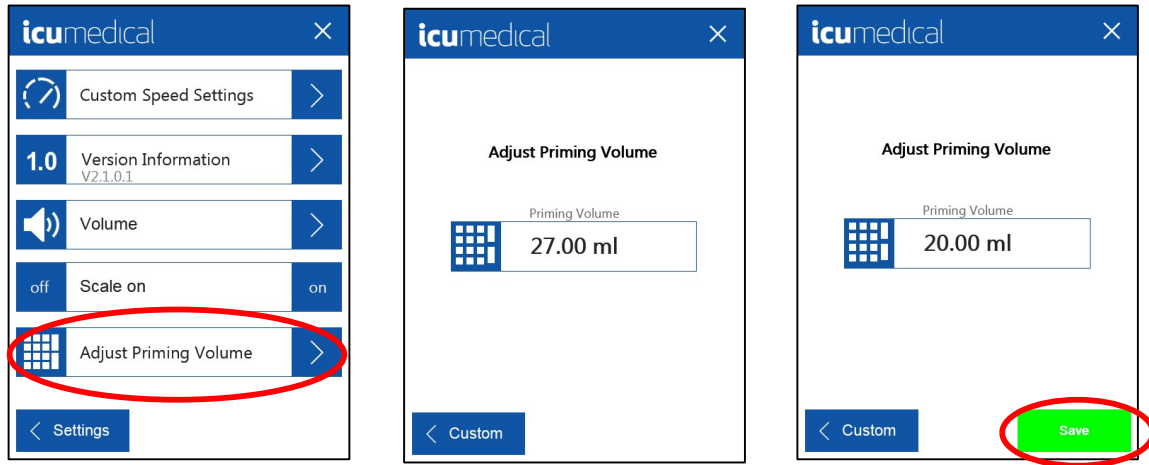 icumedical
Custom Speed Settings
1.0
Version Information
V2.1.0.1
Volume
off
Scale on
on
Adjust Priming Volume
Settings
icumedical
Adjust Priming Volume
Priming Volume
27.00 ml
Custom
icumedical
Adjust Priming Volume
Priming Volume
20.00 ml
Custom
Save